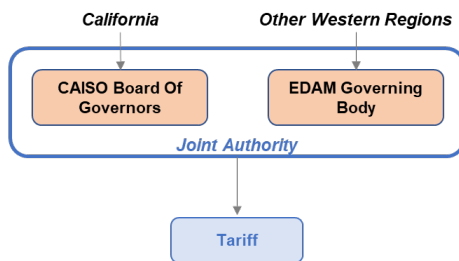 California
Other Western Regions
CAISO Board Of
Governors
EDAM Governing
Body
Joint Authority
Tariff